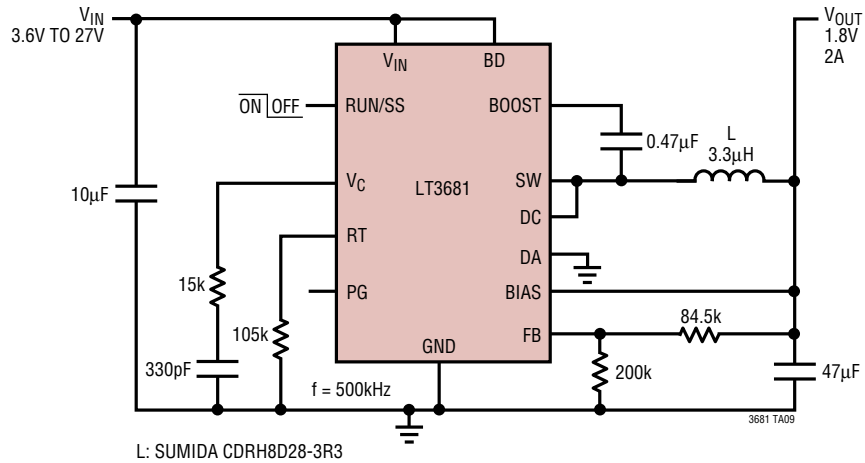 VIN
3.6V TO 27V
VOUT
1.8V
2A
VIN
BD
ON OFF
RUN/SS
BOOST
0.47µF
L
3.3µH
VC
LT3681
SW
10µF
DC
RT
DA
15k
PG
BIAS
105k
84.5k
FB
GND
330pF
200k
47µF
f = 500kHz
3681 TA09
L: SUMIDA CDRH8D28-3R3